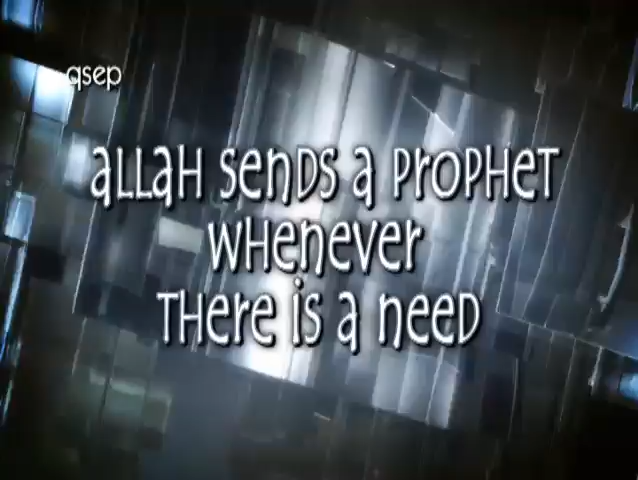 qsep
allah sends a prophet
whenever
there is a need